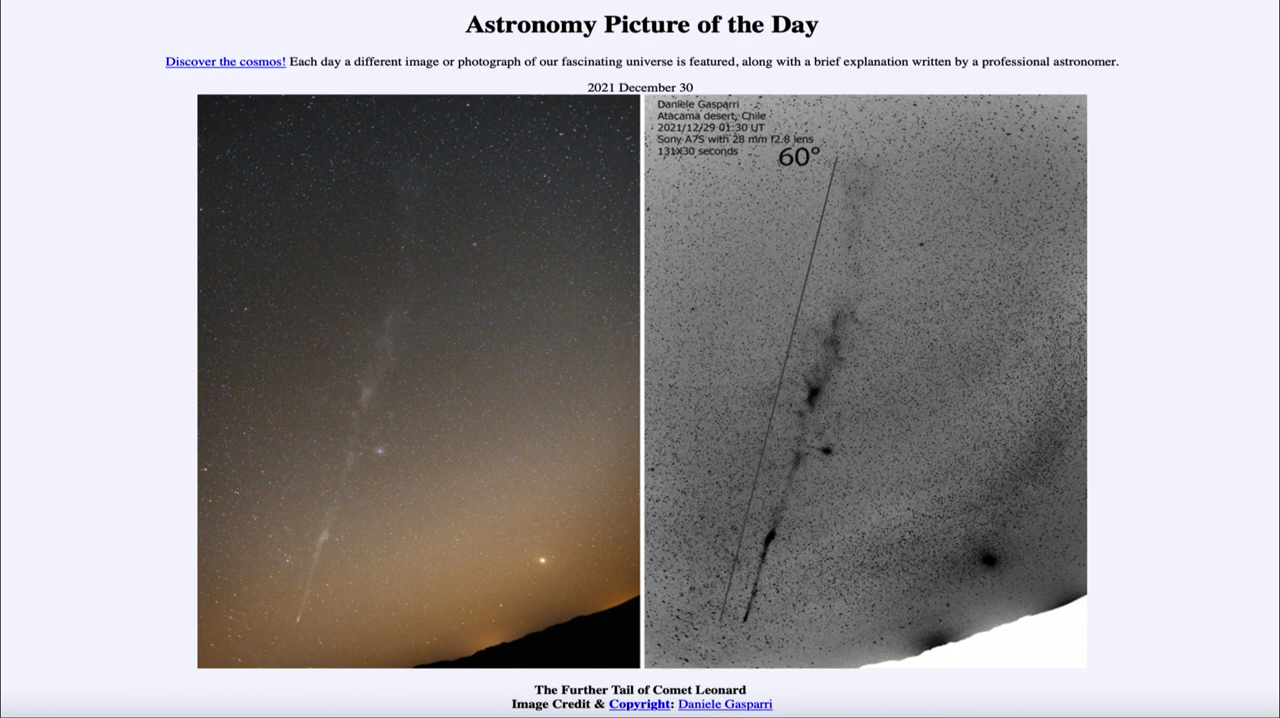 Astronomy Picture of the Day
Discover the cosmos! Each day a different image or photograph of our fascinating universe is featured, along with a brief explanation written by a professional astronomer.
2021 December 30
Daniele Gasparri
Atacama desert, Chile
2021/12/29 01:30 UT
Sony A7S with 28 mm f2.8 lens
131X30 seconds
60°
The Further Tail of Comet Leonard
Image Credit & Copyright: Daniele Gasparri